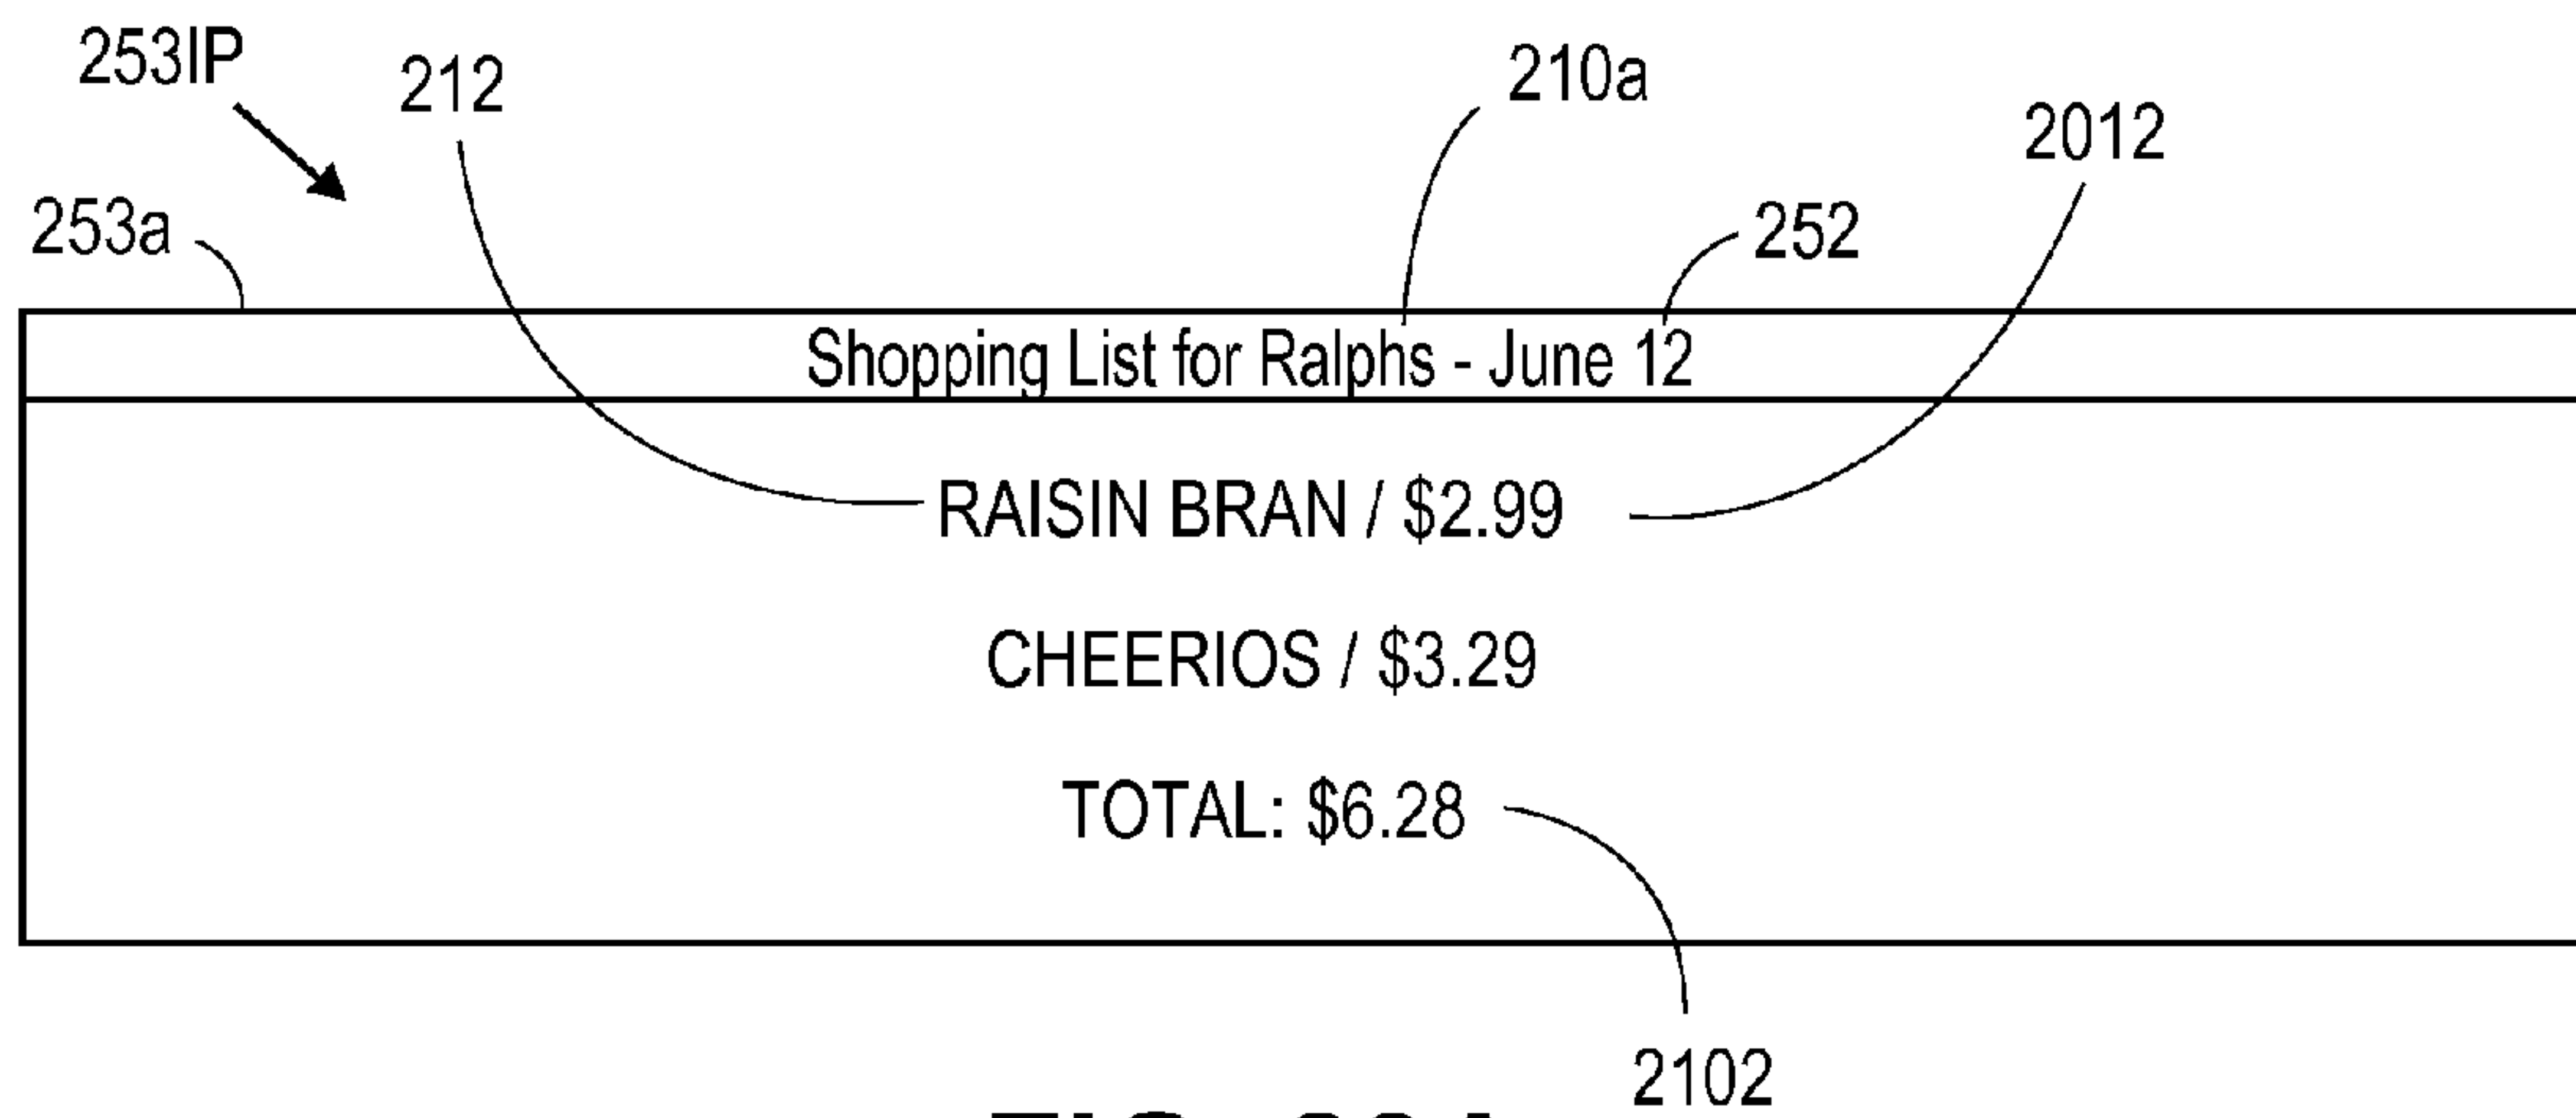 253IP
212
210a
2012
253a
252
Shopping List for Ralphs - June 12
RAISIN BRAN / $2.99
CHEERIOS / $3.29
TOTAL: $6.28
2102